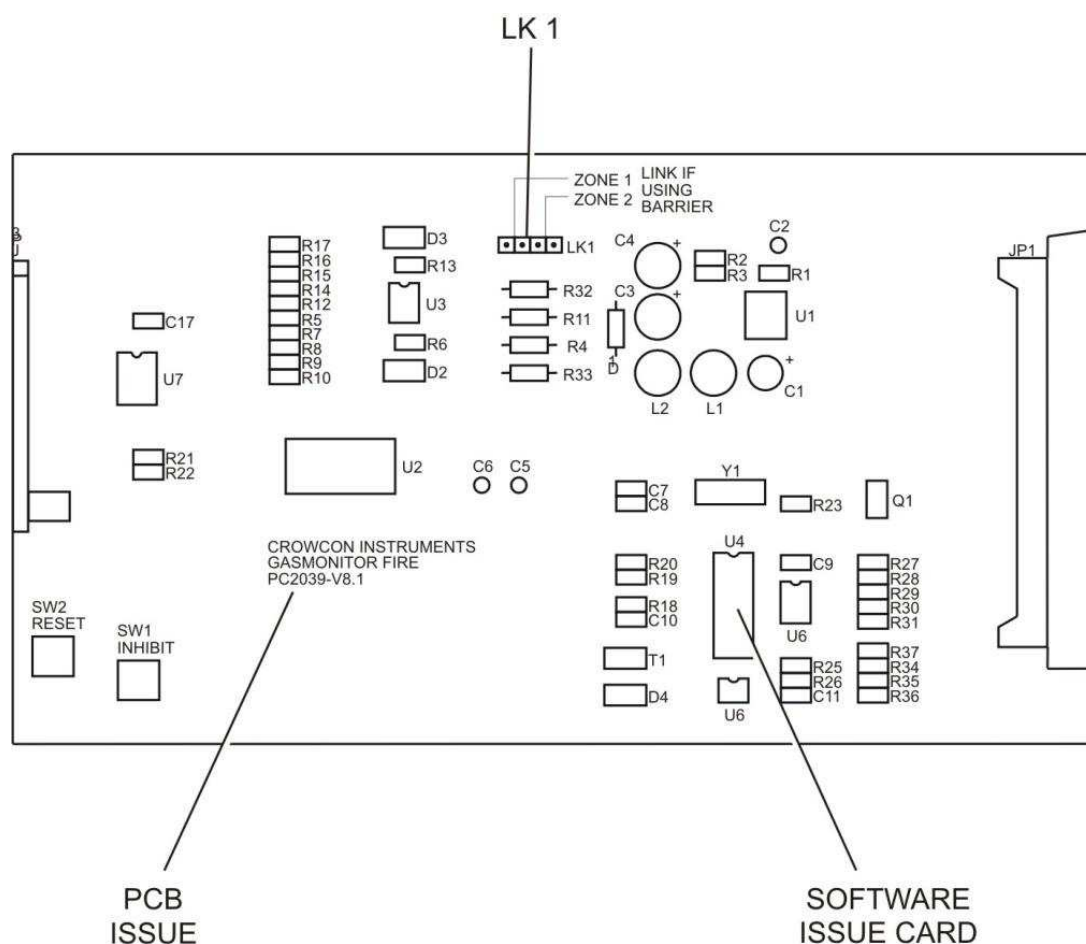 LK 1
ZONE 1
ZONE 2
LINK IF
USING
BARRIER
LK1
R17
R16
R15
R14
R12
R5
R7
R8
R9
R10
D3
R13
U3
R6
D2
R32
R11
R4
R33
C4
+
C3
+
1
D
L2
L1
C2
R2
R3
R1
U1
+
C1
JP1
C17
U7
R21
R22
U2
C6
C5
C7
C8
Y1
R23
Q1
CROWCON INSTRUMENTS
GASMONITOR FIRE
PC2039-V8.1
R20
R19
R18
C10
T1
D4
U4
C9
U6
R25
R26
C11
U6
R27
R28
R29
R30
R31
R37
R34
R35
R36
SW2
RESET
SW1
INHIBIT
PCB
ISSUE
SOFTWARE
ISSUE CARD